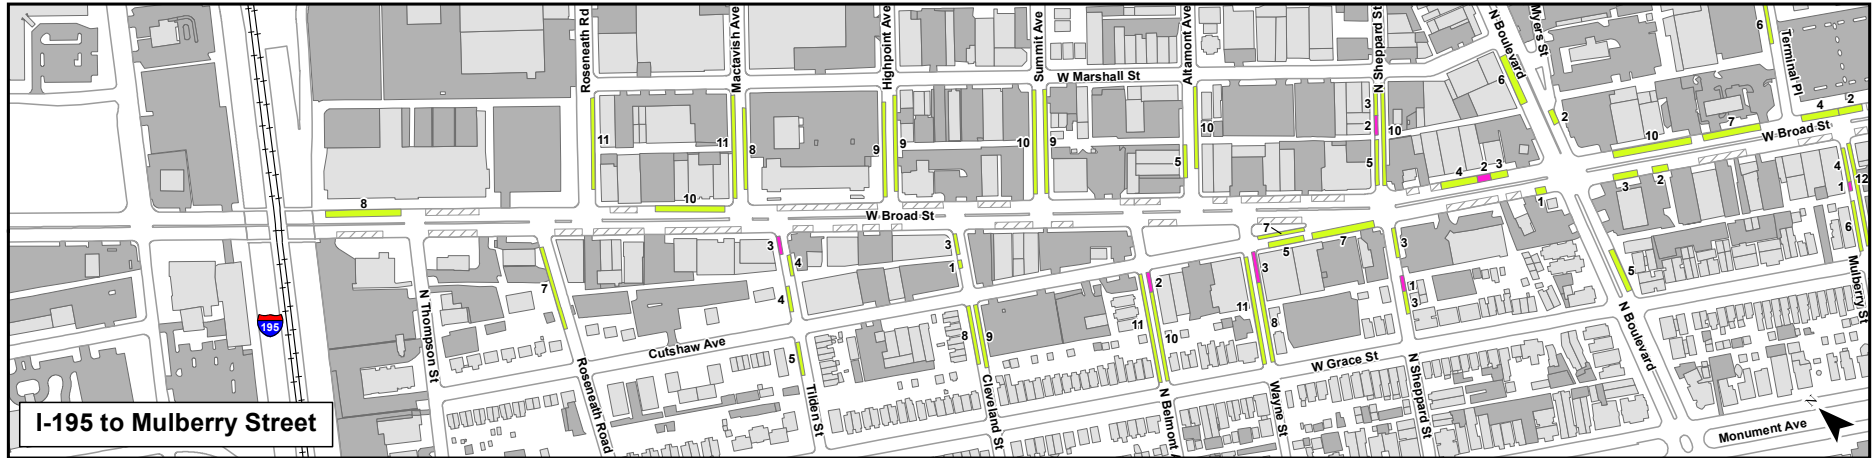 Roseneath Rd
Mactavish Ave
Highpoint Ave
Summit Ave
Altamont Ave
N Sheppard St
N Boulevard
Myers St
Terminal Pl
6
W Marshall St
6
3
2
4
2
11
11
8
9
9
10
9
10
2
10
2
10
7
W Broad St
5
5
4
2
3
4
12
3
2
1
8
10
1
W Broad St
6
3
4
3
1
7
5
7
3
5
7
4
2
3
1
3
Mulberry St
195
N Thompson St
11
11
8
9
10
8
N Boulevard
Cutshaw Ave
5
W Grace St
Roseneath Road
Tilden St
Cleveland St
N Belmont A
Wayne St
N Sheppard St
I-195 to Mulberry Street
N
Monument Ave